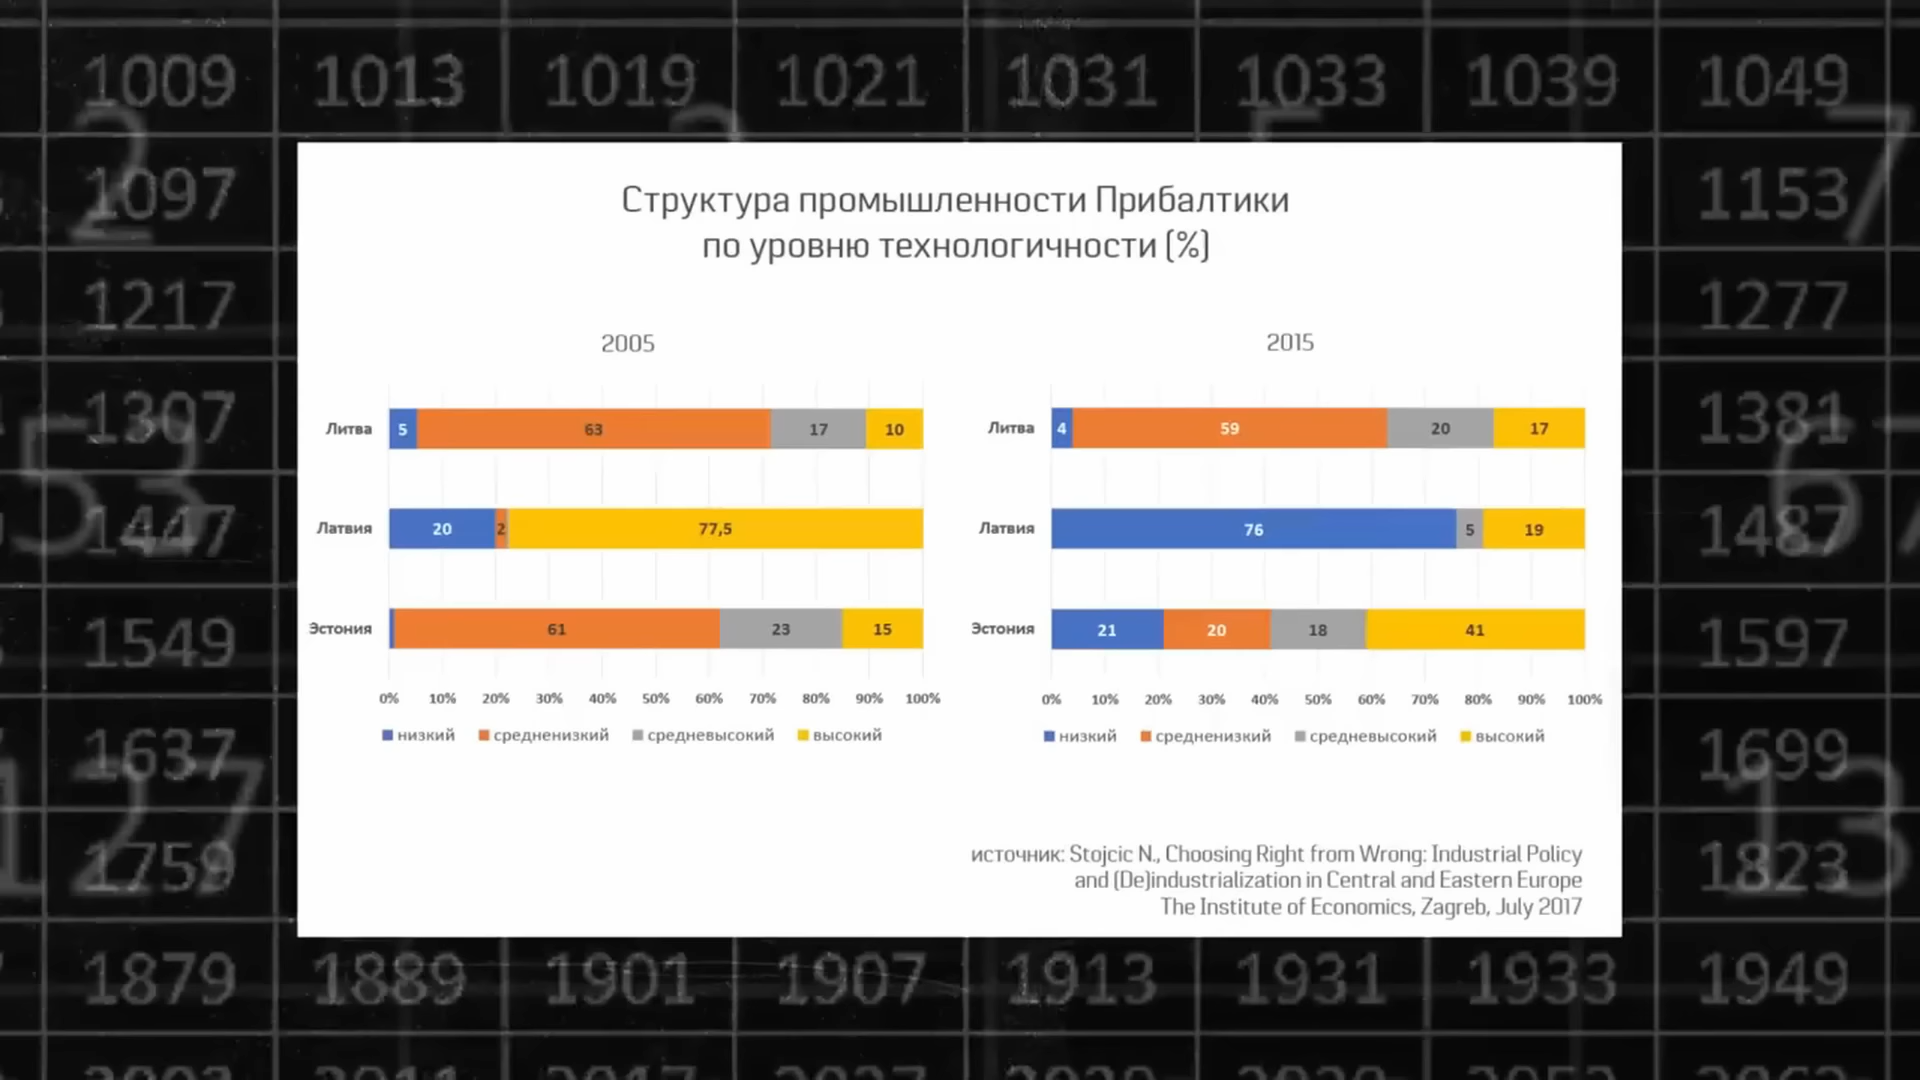 1009 1013 1019 1021 1031 1033 1039 1049
1097 1153
1217 1277
1307 1381
1447 1487
1549 1597
1637 1699
1759 1823
1879 1889 1901 1907 1913 1931 1933 1949
Структура промышленности Прибалтики
по уровню технологичности (%)
2005
Литва 5 63 17 10
Латвия 20 2 77,5
Эстония 61 23 15
0% 10% 20% 30% 40% 50% 60% 70% 80% 90% 100%
низкий средненизкий средневысокий высокий
2015
Литва 4 59 20 17
Латвия 76 5 19
Эстония 21 20 18 41
0% 10% 20% 30% 40% 50% 60% 70% 80% 90% 100%
низкий средненизкий средневысокий высокий
источник: Stojcic N., Choosing Right from Wrong: Industrial Policy
and (De)industrialization in Central and Eastern Europe
The Institute of Economics, Zagreb, July 2017